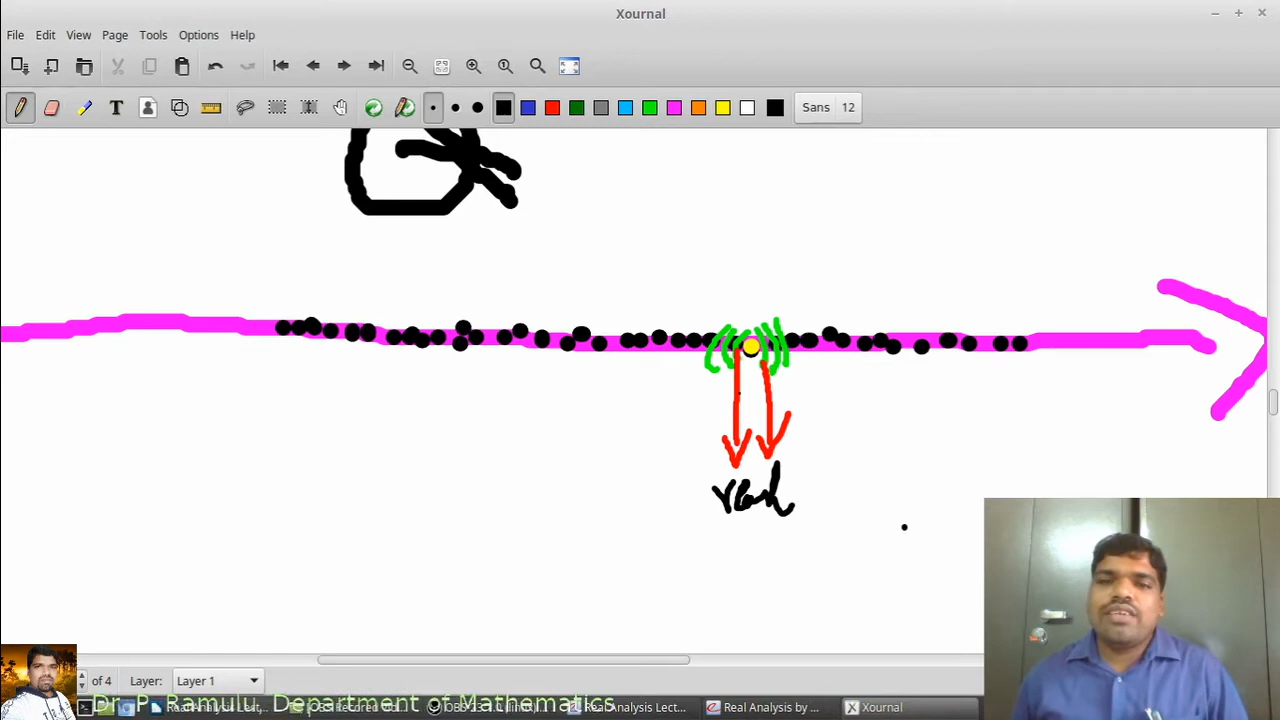 Xournal
File Edit View Page Tools Options Help
Sans 12
real
of 4 Layer: Layer 1
Dr. P. Ramulu, Department of Mathematics
Real Analysis Lect... Real Analysis by ... Xournal